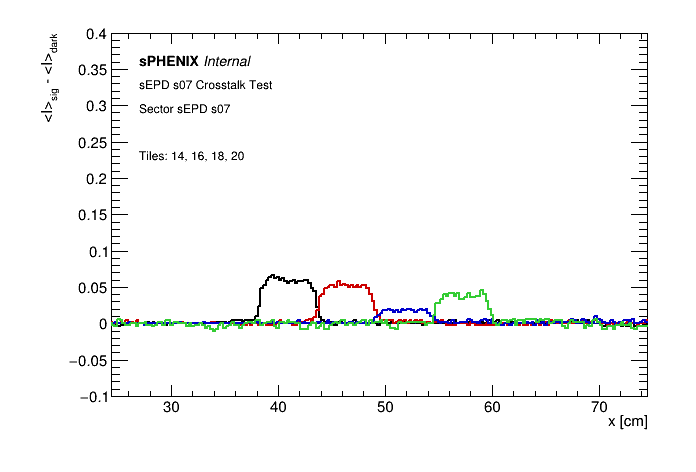 <I>sig - <I>dark
0.4
0.35
0.3
0.25
0.2
0.15
0.1
0.05
0
−0.05
−0.1
sPHENIX Internal
sEPD s07 Crosstalk Test
Sector sEPD s07
Tiles: 14, 16, 18, 20
30 40 50 60 70
x [cm]